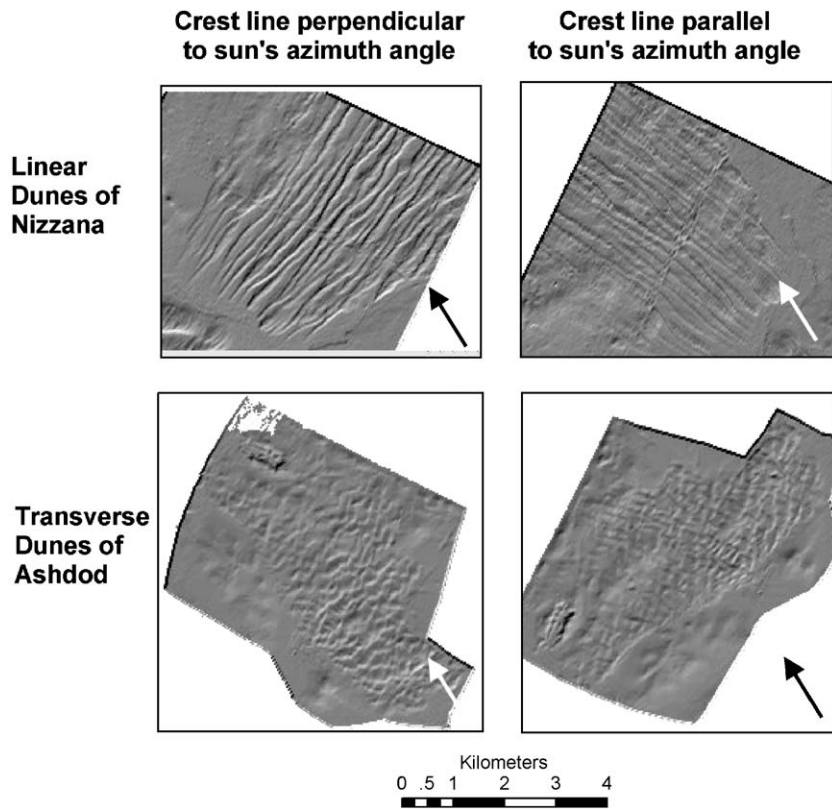 Crest line perpendicular
to sun's azimuth angle
Crest line parallel
to sun's azimuth angle
Linear
Dunes of
Nizzana
Transverse
Dunes of
Ashdod
Kilometers
0 .5 1 2 3 4